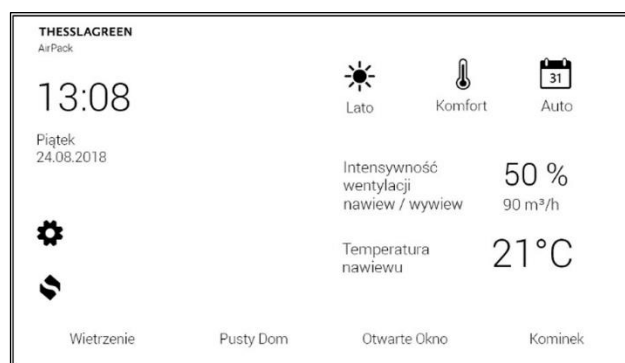 THESSLAGREEN
AirPack
13:08
Piątek
24.08.2018
31
Lato Komfort Auto
Intensywność
wentylacji
nawiew / wywiew
50 %
90 m³/h
Temperatura
nawiewu
21°C
Wietrzenie Pusty Dom Otwarte Okno Kominek